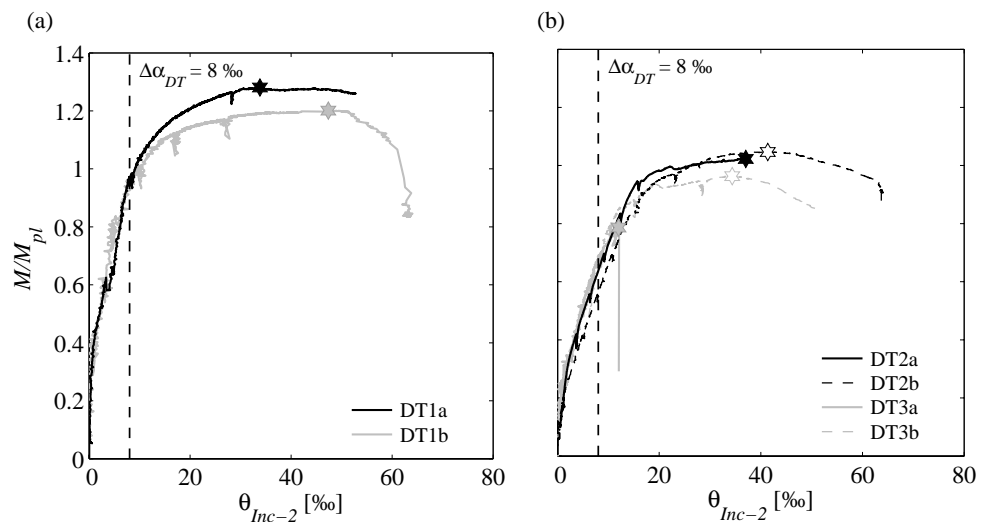 (a)
1.4
1.2
1
0.8
0.6
0.4
0.2
0
M/M_pl
Δα_DT = 8 ‰
DT1a
DT1b
0 20 40 60 80
θ_Inc−2 [‰]
(b)
Δα_DT = 8 ‰
DT2a
DT2b
DT3a
DT3b
0 20 40 60 80
θ_Inc−2 [‰]